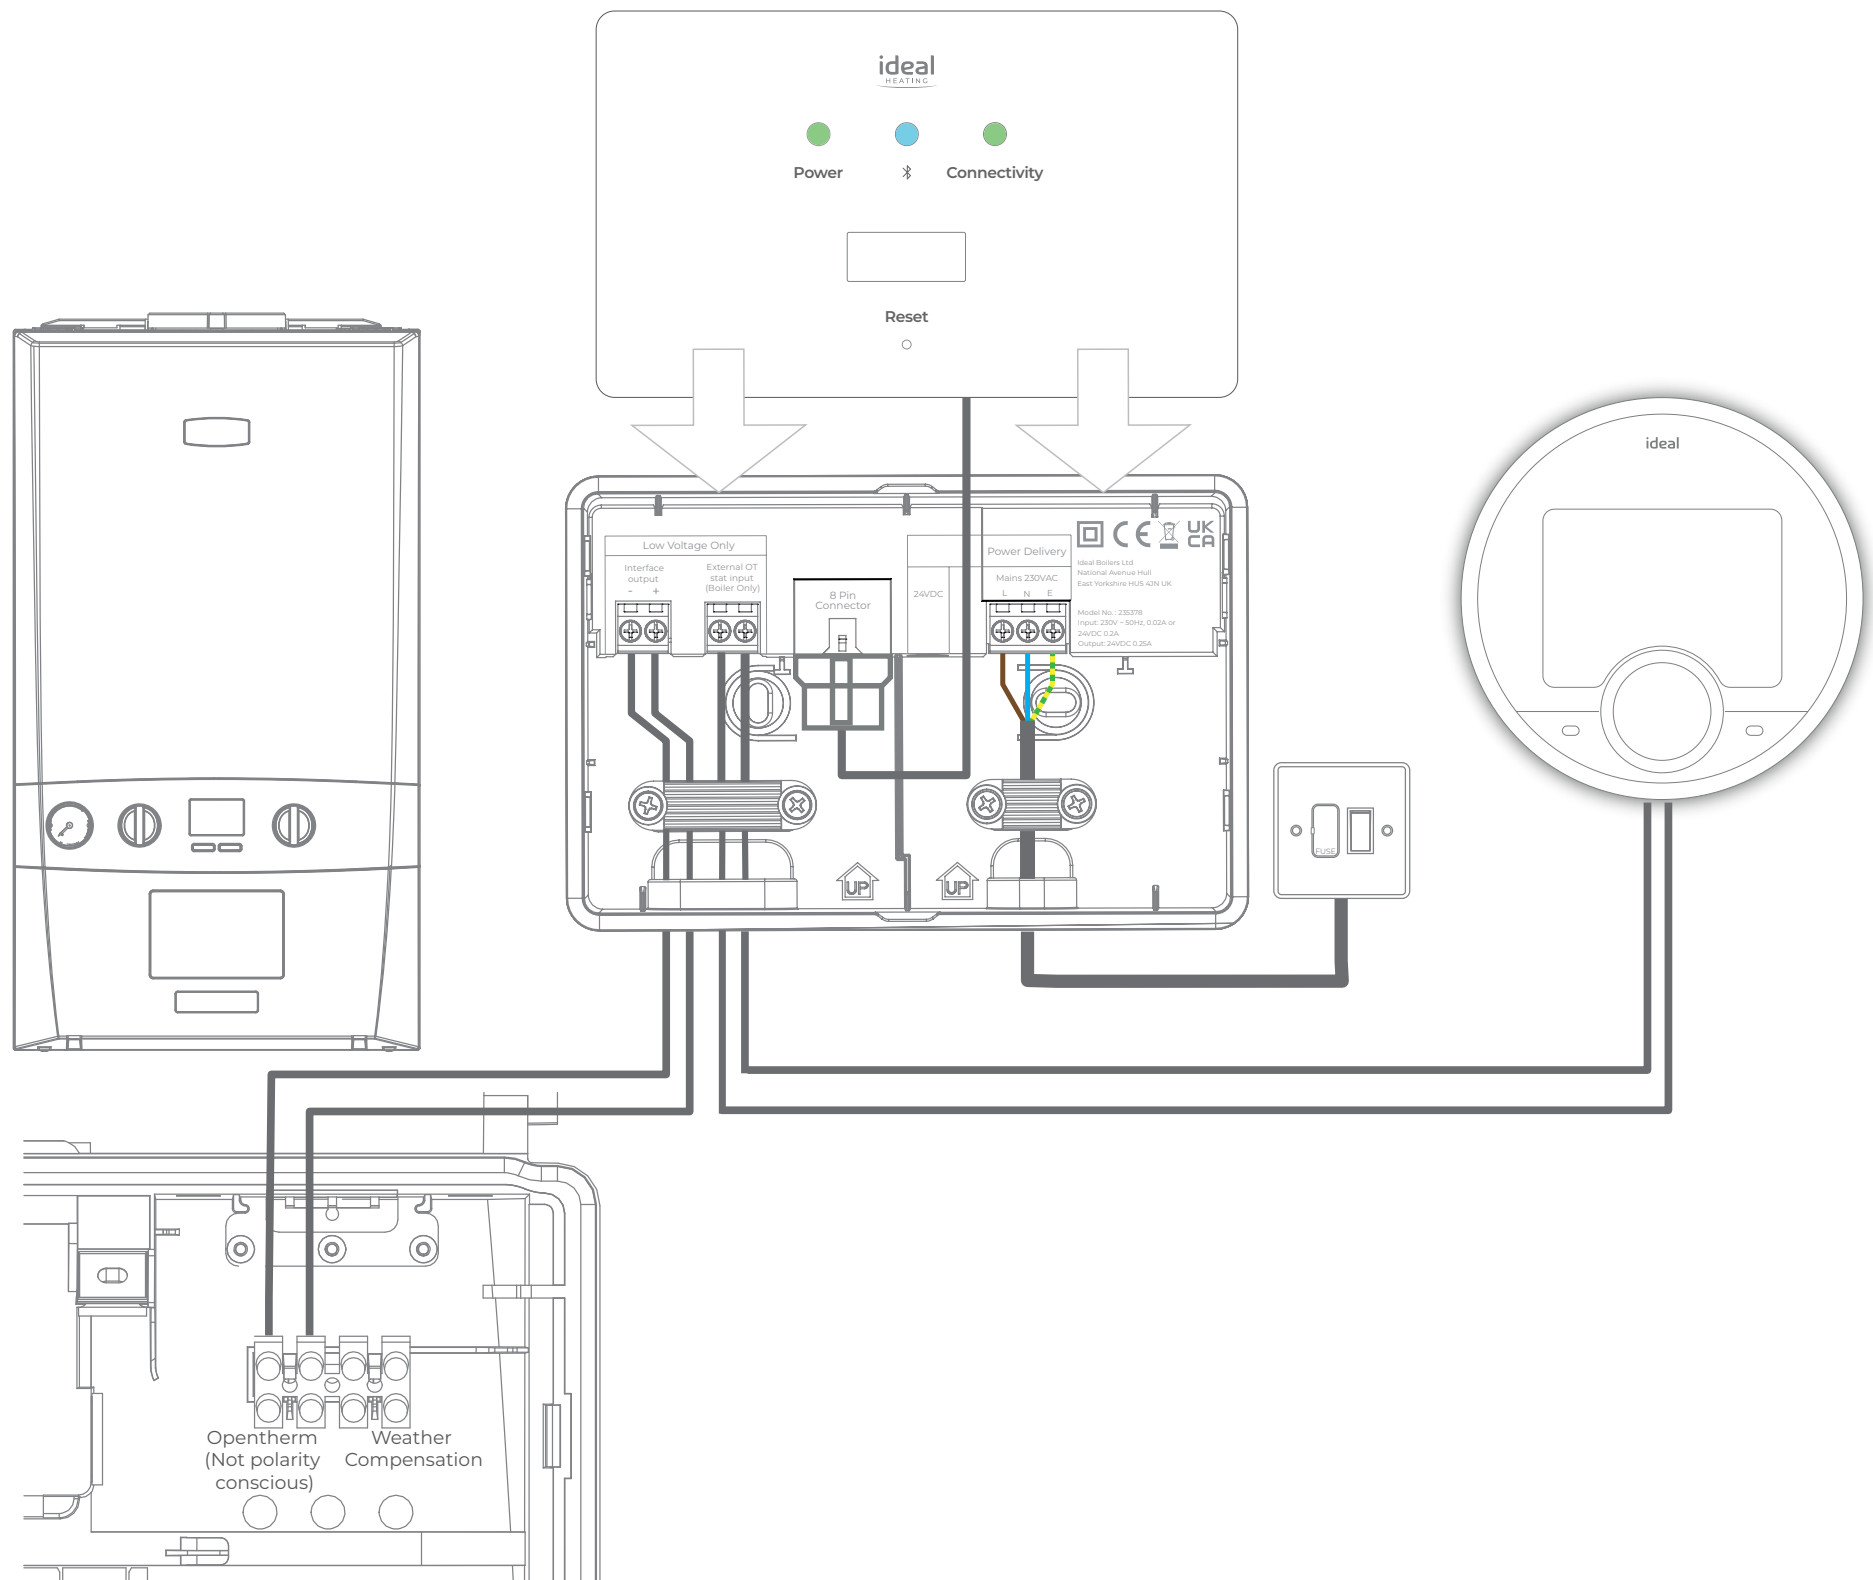 ideal
HEATING
Power
Connectivity
Reset
Low Voltage Only
Interface
output
- +
External OT
stat input
(Boiler Only)
8 Pin
Connector
24VDC
Power Delivery
Mains 230VAC
L N E
CE
UK
CA
Ideal Boilers Ltd
National Avenue Hull
East Yorkshire HU5 4JN UK
Model No. : 235378
Input: 230V ~ 50Hz, 0.02A or
24VDC 0.2A
Output: 24VDC 0.25A
UP
UP
FUSE
ideal
Opentherm
(Not polarity
conscious)
Weather
Compensation